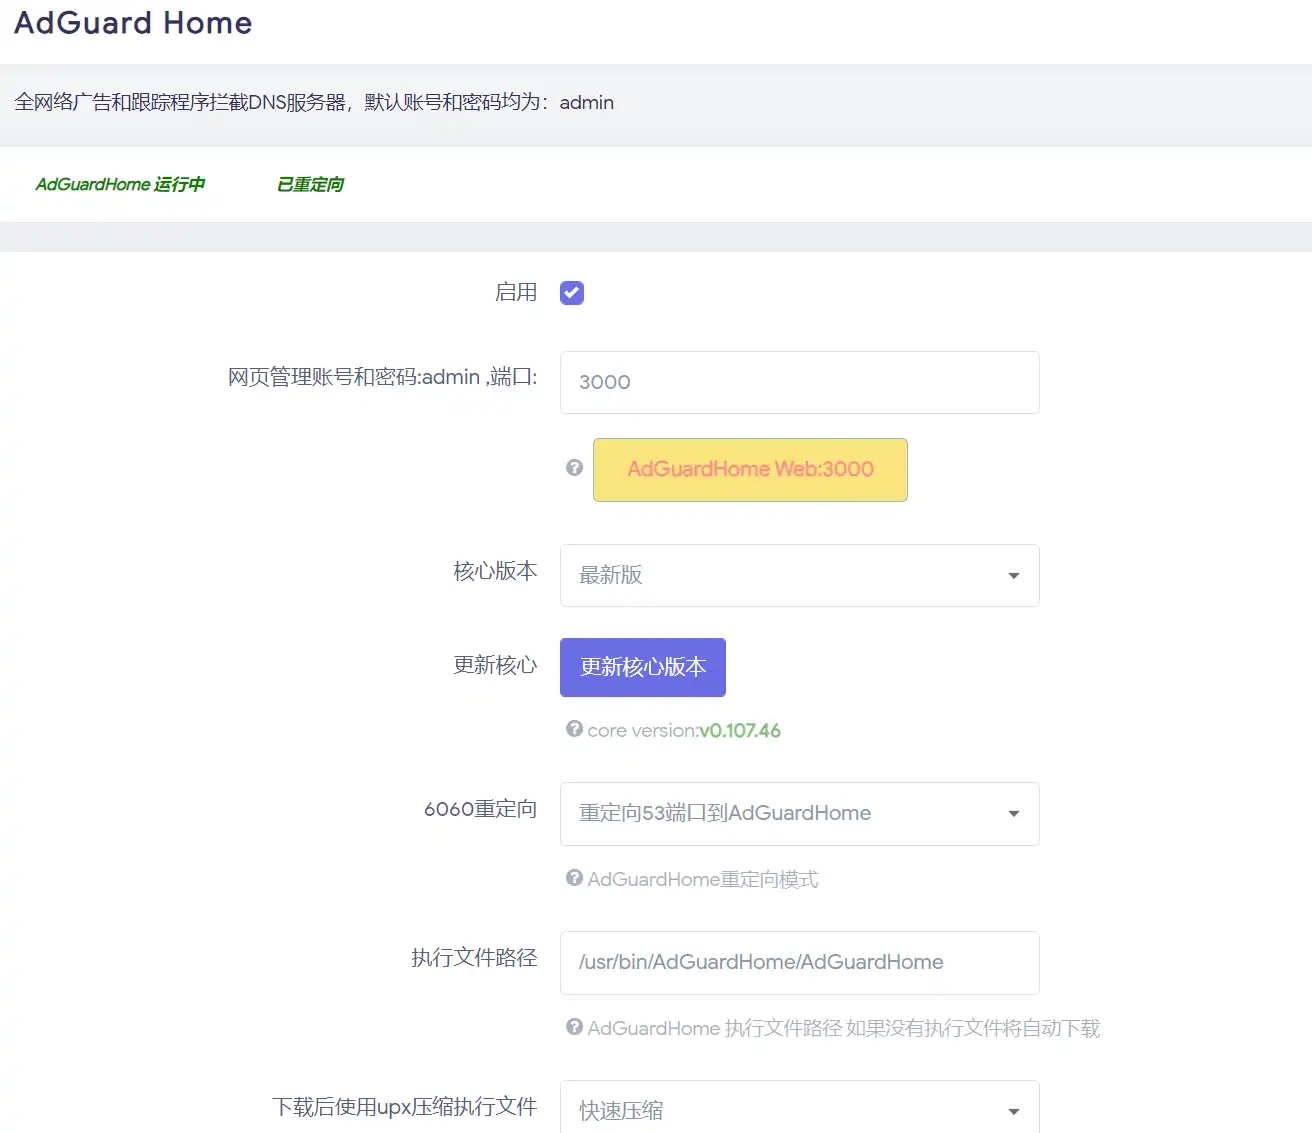 AdGuard Home
全网络广告和跟踪程序拦截DNS服务器，默认账号和密码均为：admin
AdGuardHome 运行中 已重定向
启用
网页管理账号和密码:admin ,端口: 3000
AdGuardHome Web:3000
核心版本 最新版
更新核心 更新核心版本
core version:v0.107.46
6060重定向 重定向53端口到AdGuardHome
AdGuardHome重定向模式
执行文件路径 /usr/bin/AdGuardHome/AdGuardHome
AdGuardHome 执行文件路径 如果没有执行文件将自动下载
下载后使用upx压缩执行文件 快速压缩